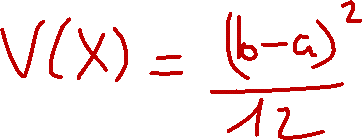 V(X) = (b-a)² / 12